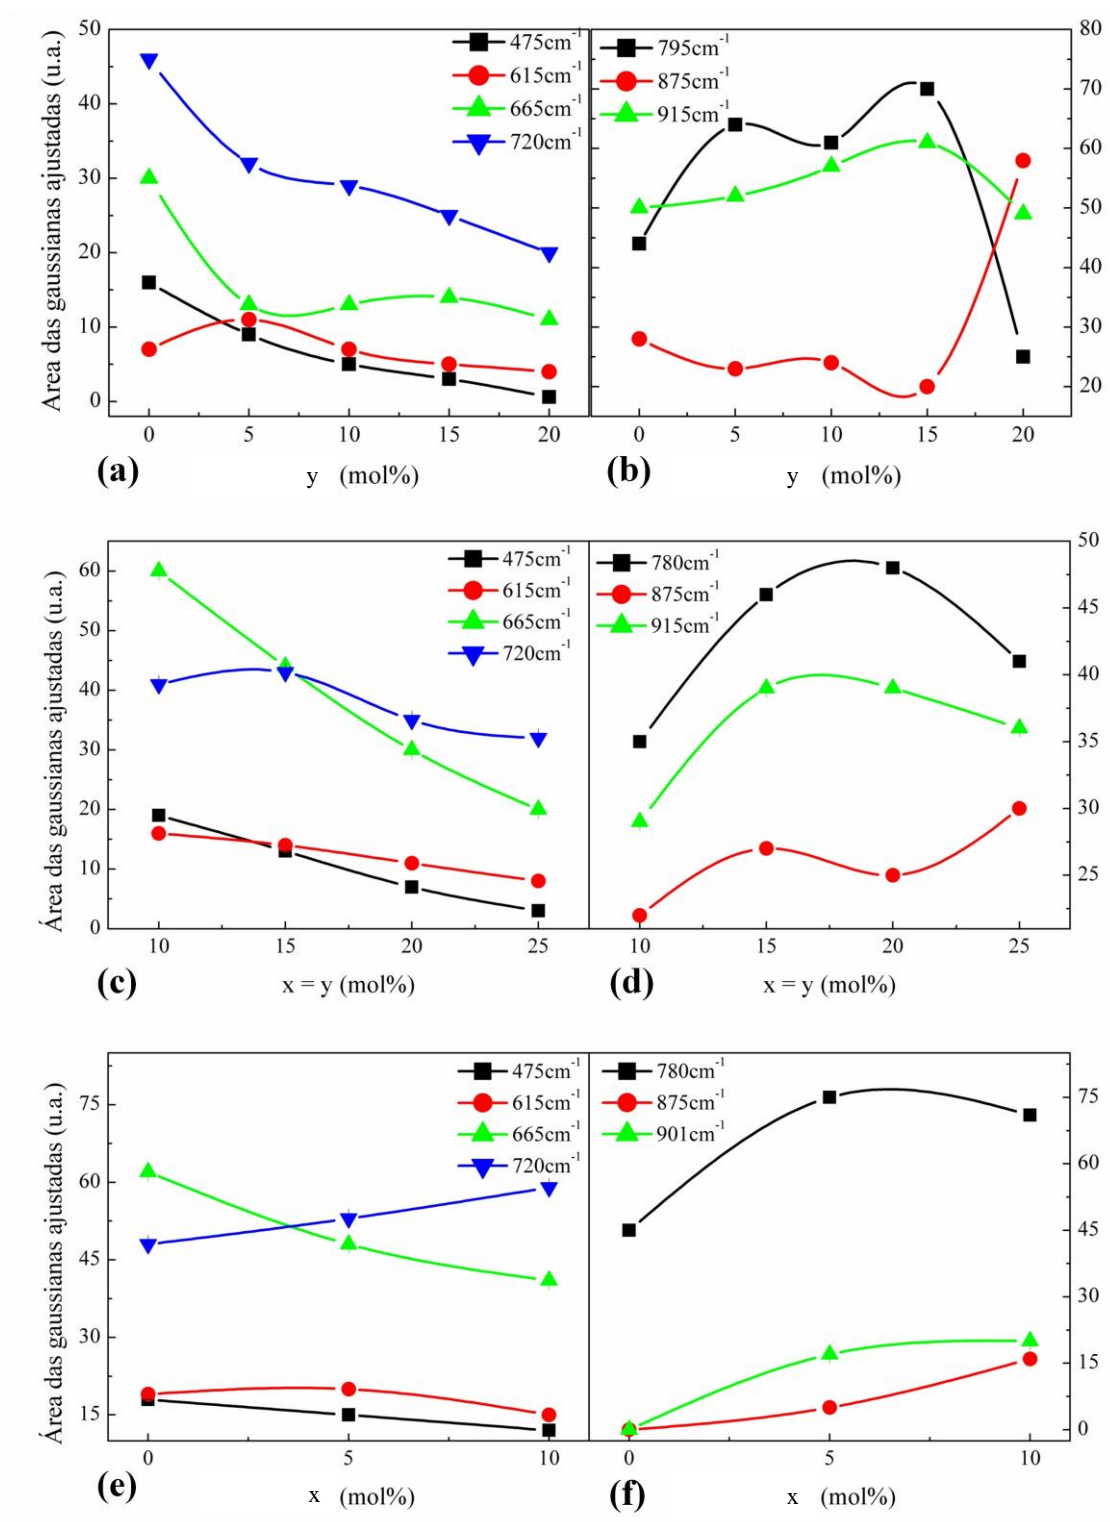 Area das gaussianas ajustadas (u.a.)
50
40
30
20
10
0
475cm-1
615cm-1
665cm-1
720cm-1
0 5 10 15 20
(a) y (mol%)
795cm-1
875cm-1
915cm-1
80
70
60
50
40
30
20
0 5 10 15 20
(b) y (mol%)
Área das gaussianas ajustadas (u.a.)
60
50
40
30
20
10
0
475cm-1
615cm-1
665cm-1
720cm-1
10 15 20 25
(c) x = y (mol%)
780cm-1
875cm-1
915cm-1
50
45
40
35
30
25
10 15 20 25
(d) x = y (mol%)
Área das gaussianas ajustadas (u.a.)
75
60
45
30
15
475cm-1
615cm-1
665cm-1
720cm-1
0 5 10
(e) x (mol%)
780cm-1
875cm-1
901cm-1
75
60
45
30
15
0
0 5 10
(f) x (mol%)